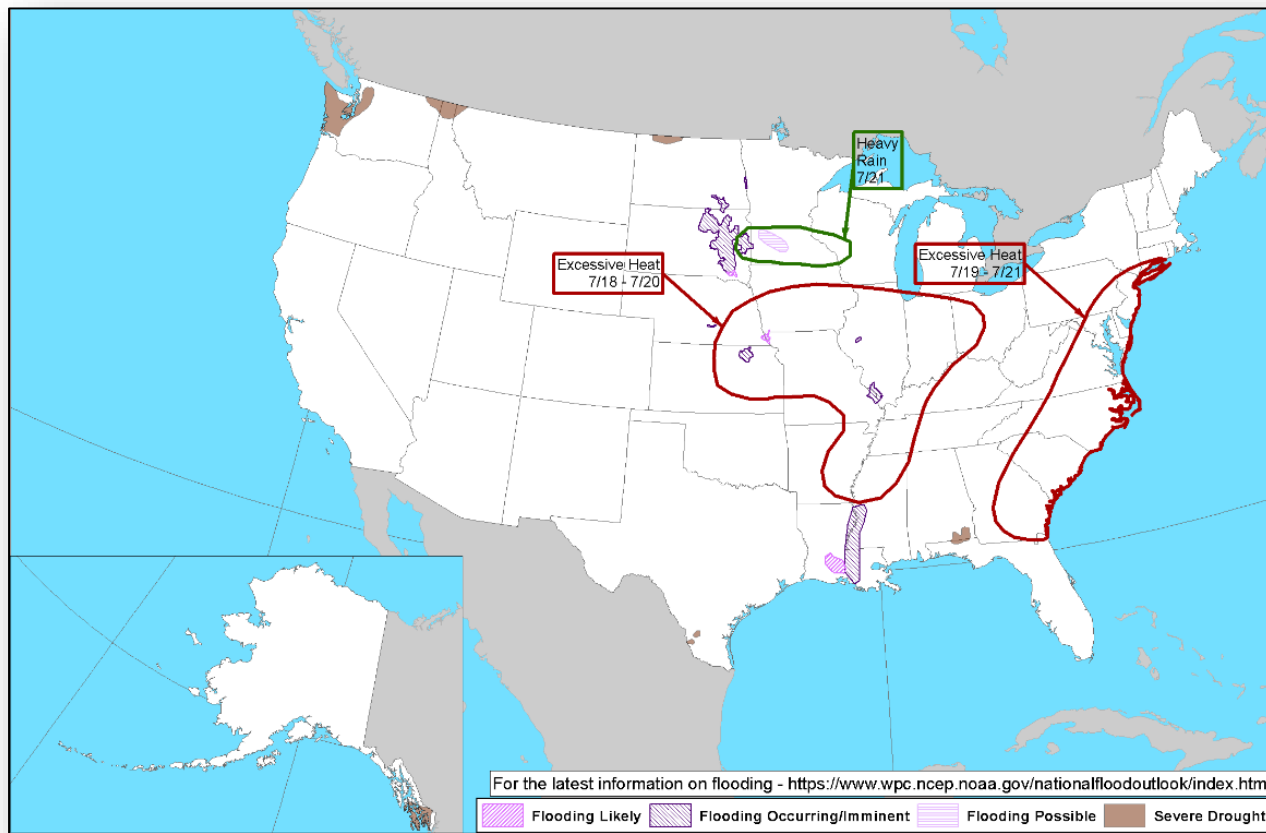 Heavy
Rain
7/21
Excessive Heat
7/18 - 7/20
Excessive Heat
7/19 - 7/21
For the latest information on flooding - https://www.wpc.ncep.noaa.gov/nationalfloodoutlook/index.htm
Flooding Likely
Flooding Occurring/Imminent
Flooding Possible
Severe Drought